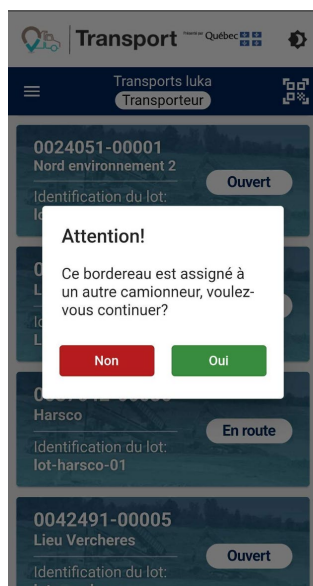 Transport
Québec
Transports luka
Transporteur
0024051-00001
Nord environnement 2
Ouvert
Identification du lot:
Attention!
Ce bordereau est assigné à
un autre camionneur, voulez-
vous continuer?
Non
Oui
Harsco
En route
Identification du lot:
lot-harsco-01
0042491-00005
Lieu Vercheres
Ouvert
Identification du lot: